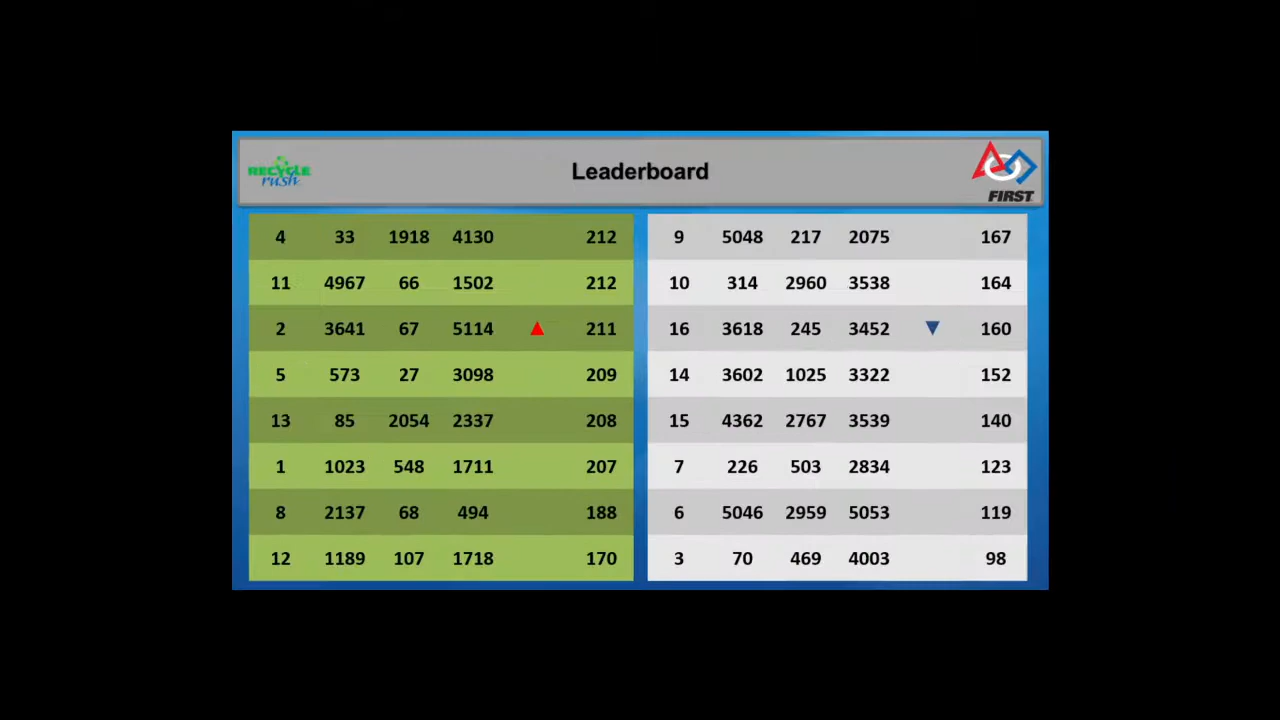 RECYCLE
rush
Leaderboard
FIRST
4 33 1918 4130 212
11 4967 66 1502 212
2 3641 67 5114 ▲ 211
5 573 27 3098 209
13 85 2054 2337 208
1 1023 548 1711 207
8 2137 68 494 188
12 1189 107 1718 170
9 5048 217 2075 167
10 314 2960 3538 164
16 3618 245 3452 ▼ 160
14 3602 1025 3322 152
15 4362 2767 3539 140
7 226 503 2834 123
6 5046 2959 5053 119
3 70 469 4003 98